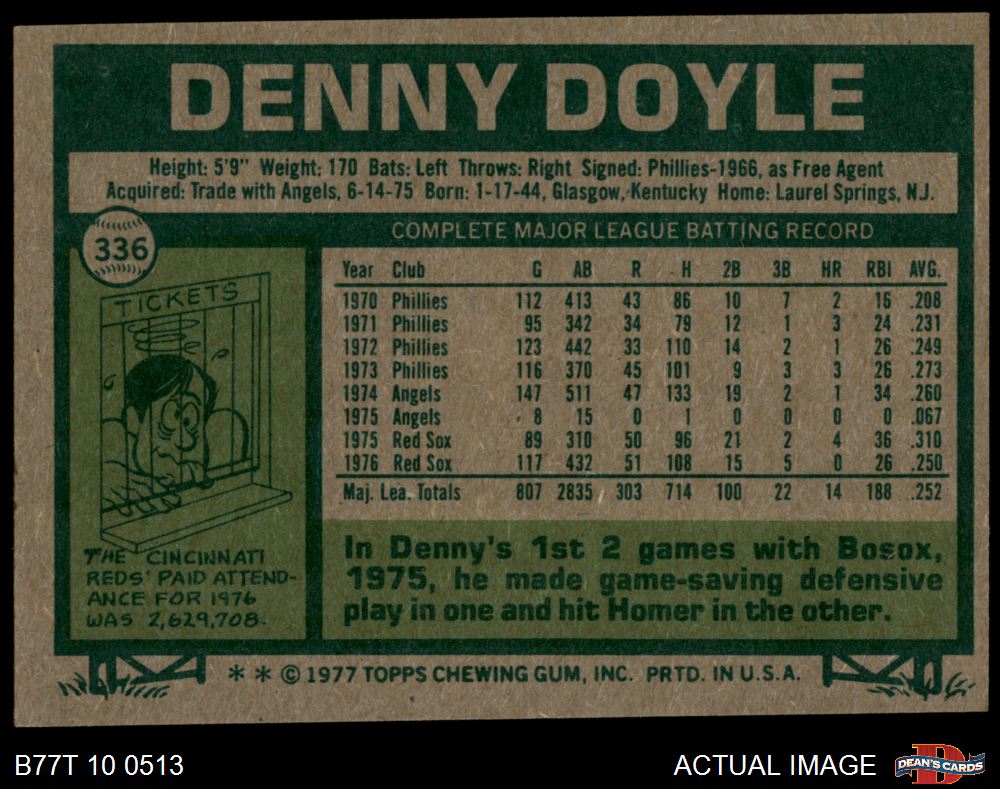 DENNY DOYLE
Height: 5'9" Weight: 170 Bats: Left Throws: Right Signed: Phillies-1966, as Free Agent
Acquired: Trade with Angels, 6-14-75 Born: 1-17-44, Glasgow, Kentucky Home: Laurel Springs, N.J.
336
TICKETS
THE CINCINNATI
REDS' PAID ATTEND-
ANCE FOR 1976
WAS 2,629,708.
COMPLETE MAJOR LEAGUE BATTING RECORD
Year Club G AB R H 2B 3B HR RBI AVG.
1970 Phillies 112 413 43 86 10 7 2 16 .208
1971 Phillies 95 342 34 79 12 1 3 24 .231
1972 Phillies 123 442 33 110 14 2 1 26 .249
1973 Phillies 116 370 45 101 9 3 3 26 .273
1974 Angels 147 511 47 133 19 2 1 34 .260
1975 Angels 8 15 0 1 0 0 0 0 .067
1975 Red Sox 89 310 50 96 21 2 4 36 .310
1976 Red Sox 117 432 51 108 15 5 0 26 .250
Maj. Lea. Totals 807 2835 303 714 100 22 14 188 .252
In Denny's 1st 2 games with Bosox,
1975, he made game-saving defensive
play in one and hit Homer in the other.
** © 1977 TOPPS CHEWING GUM, INC. PRTD. IN U.S.A.
B77T 10 0513
ACTUAL IMAGE
D
DEAN'S CARDS